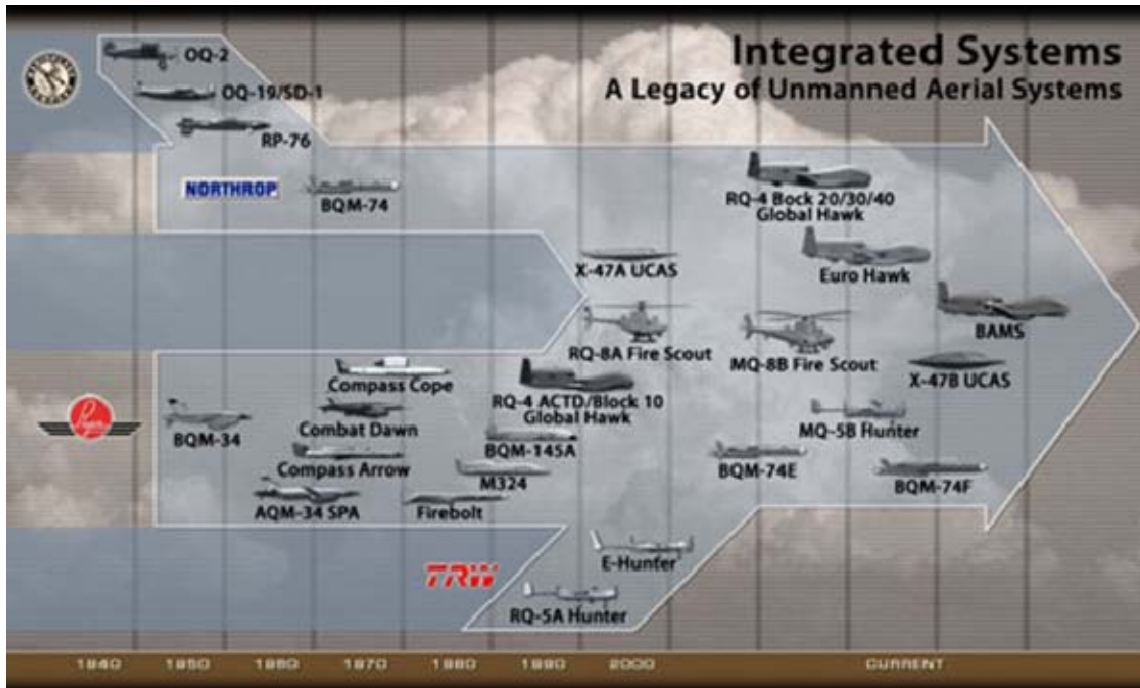 Integrated Systems
A Legacy of Unmanned Aerial Systems
OQ-2
OQ-19/SD-1
RP-76
NORTHROP
BQM-74
RQ-4 Bock 20/30/40
Global Hawk
X-47A UCAS
Euro Hawk
BAMS
RQ-8A Fire Scout
MQ-8B Fire Scout
X-47B UCAS
Compass Cope
RQ-4 ACTD/Block 10
Global Hawk
Ryan
BQM-34
Combat Dawn
MQ-5B Hunter
BQM-145A
BQM-74E
Compass Arrow
M324
BQM-74F
AQM-34 SPA
Firebolt
TRW
E-Hunter
RQ-5A Hunter
1940 1950 1960 1970 1980 1990 2000 CURRENT